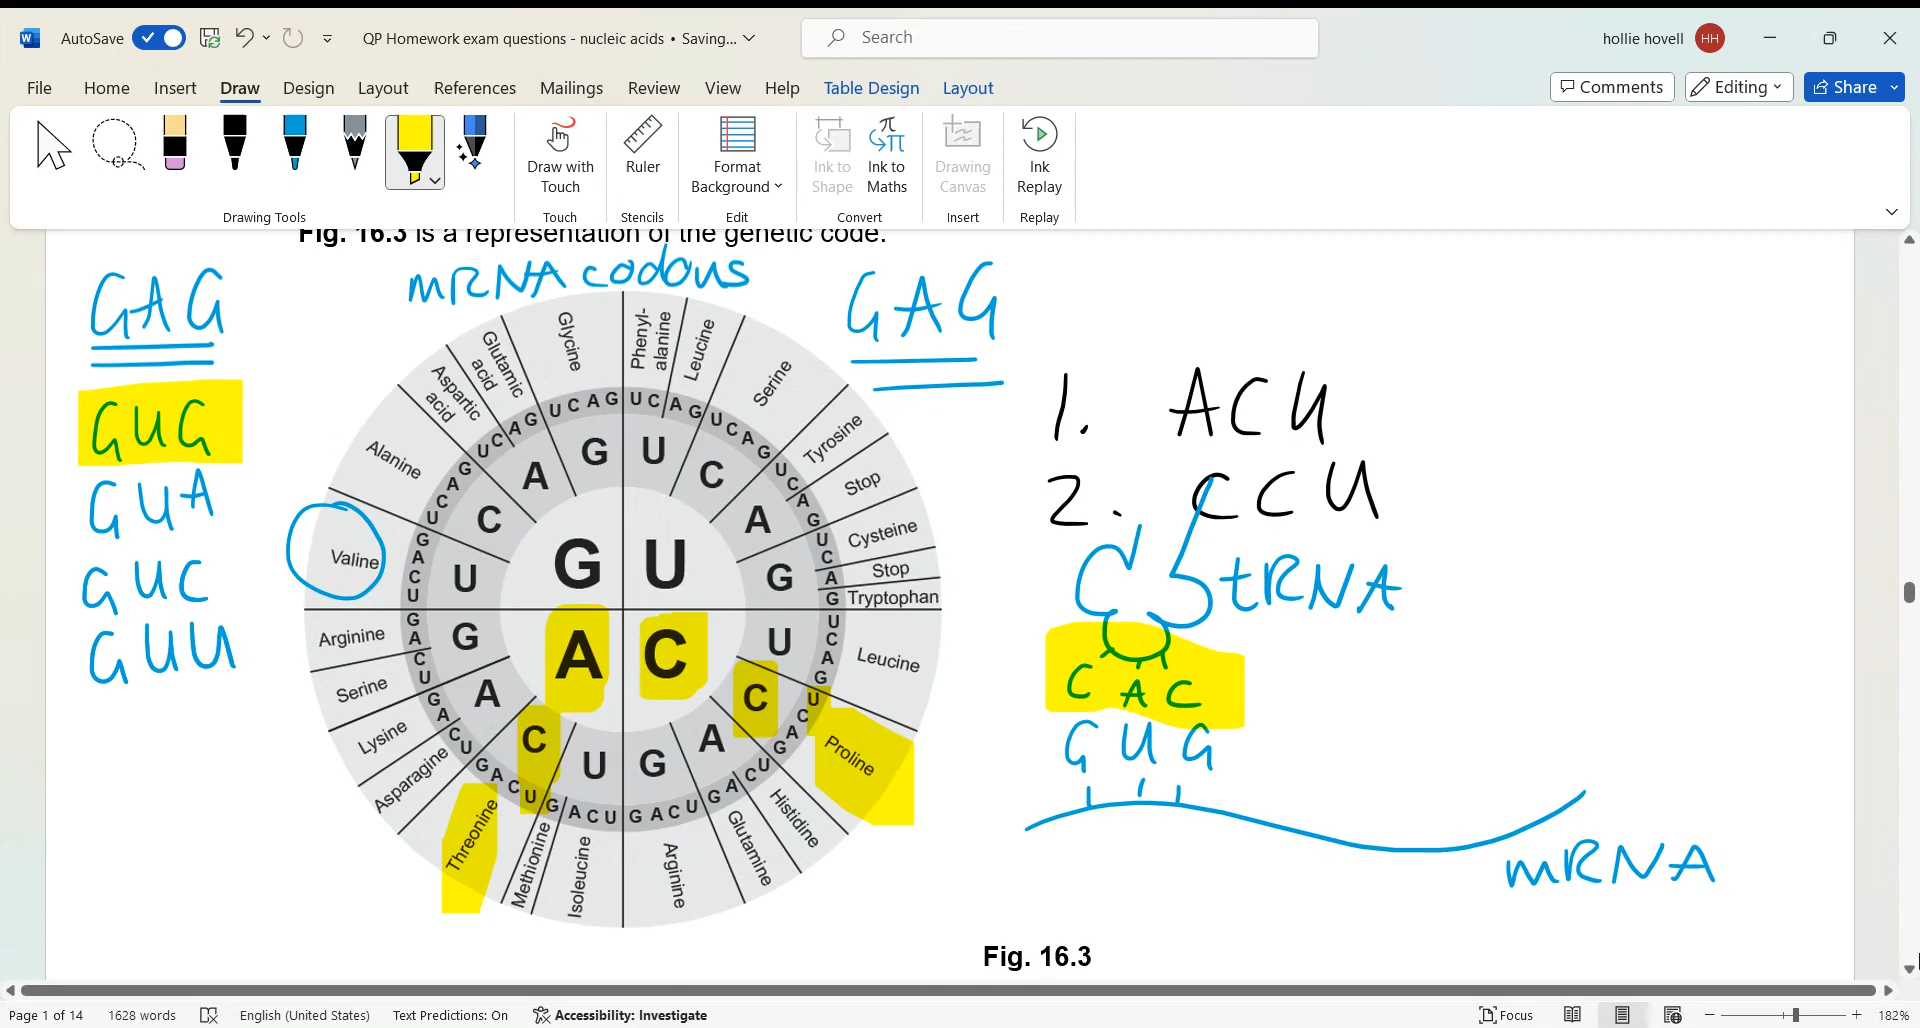 AutoSave
QP Homework exam questions - nucleic acids • Saving...
Search
hollie hovell
HH
File Home Insert Draw Design Layout References Mailings Review View Help Table Design Layout
Comments
Editing
Share
Draw with Touch
Ruler
Format Background
Ink to Shape
Ink to Maths
Drawing Canvas
Ink Replay
Drawing Tools
Touch
Stencils
Edit
Convert
Insert
Replay
Fig. 16.3 is a representation of the genetic code.
mRNA codons
GAG
GUG
GUA
GUC
GUU
GAG
Glycine
Phenyl-alanine
Leucine
Serine
Tyrosine
Stop
Cysteine
Stop
Tryptophan
Leucine
Proline
Histidine
Glutamine
Arginine
Isoleucine
Methionine
Threonine
Asparagine
Lysine
Serine
Arginine
Valine
Alanine
Aspartic acid
Glutamic acid
G U
A C
G U C A G U C A G U C A G U C A
U C A G U C A G U C A G U C A G U C A G U C A G U C A G U C A G U C A G U C A G U C A G U C A G U C A G U C A G U C A G U C A G
1. ACU
2. CCU
tRNA
CAC
GUG
mRNA
Fig. 16.3
Page 1 of 14
1628 words
English (United States)
Text Predictions: On
Accessibility: Investigate
Focus
182%